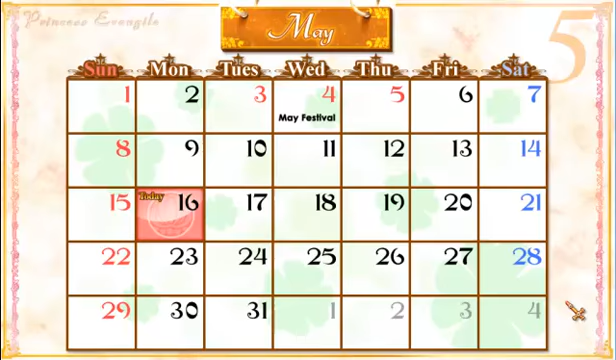 Princess Evangile
May
5
Sun Mon Tues Wed Thu Fri Sat
1 2 3 4 5 6 7
May Festival
8 9 10 11 12 13 14
Today
15 16 17 18 19 20 21
22 23 24 25 26 27 28
29 30 31 1 2 3 4